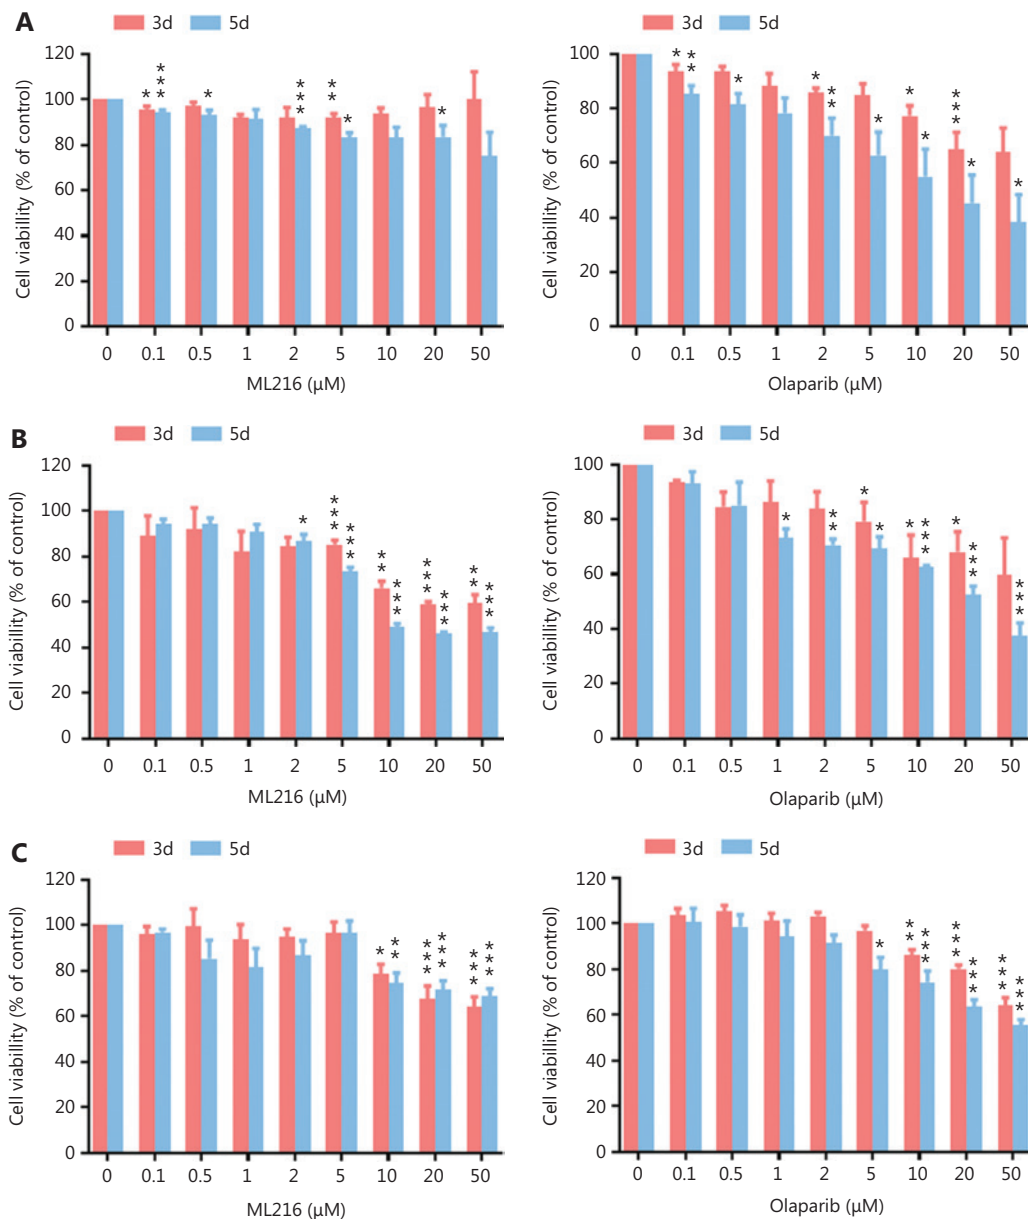 A
3d 5d
120
100
80
60
40
20
0
Cell viabillity (% of control)
* *** * *** ** * *
0 0.1 0.5 1 2 5 10 20 50
ML216 (μM)
3d 5d
100
80
60
40
20
0
Cell viabillity (% of control)
* ** * * ** * * * *** * *
0 0.1 0.5 1 2 5 10 20 50
Olaparib (μM)
B
3d 5d
120
100
80
60
40
20
0
Cell viabillity (% of control)
* *** *** ** *** *** *** ** ***
0 0.1 0.5 1 2 5 10 20 50
ML216 (μM)
3d 5d
100
80
60
40
20
0
Cell viabillity (% of control)
* ** * * * *** * *** ***
0 0.1 0.5 1 2 5 10 20 50
Olaparib (μM)
C
3d 5d
120
100
80
60
40
20
0
Cell viabillity (% of control)
* ** *** *** *** ***
0 0.1 0.5 1 2 5 10 20 50
ML216 (μM)
3d 5d
120
100
80
60
40
20
0
Cell viabillity (% of control)
* ** *** *** *** *** ***
0 0.1 0.5 1 2 5 10 20 50
Olaparib (μM)